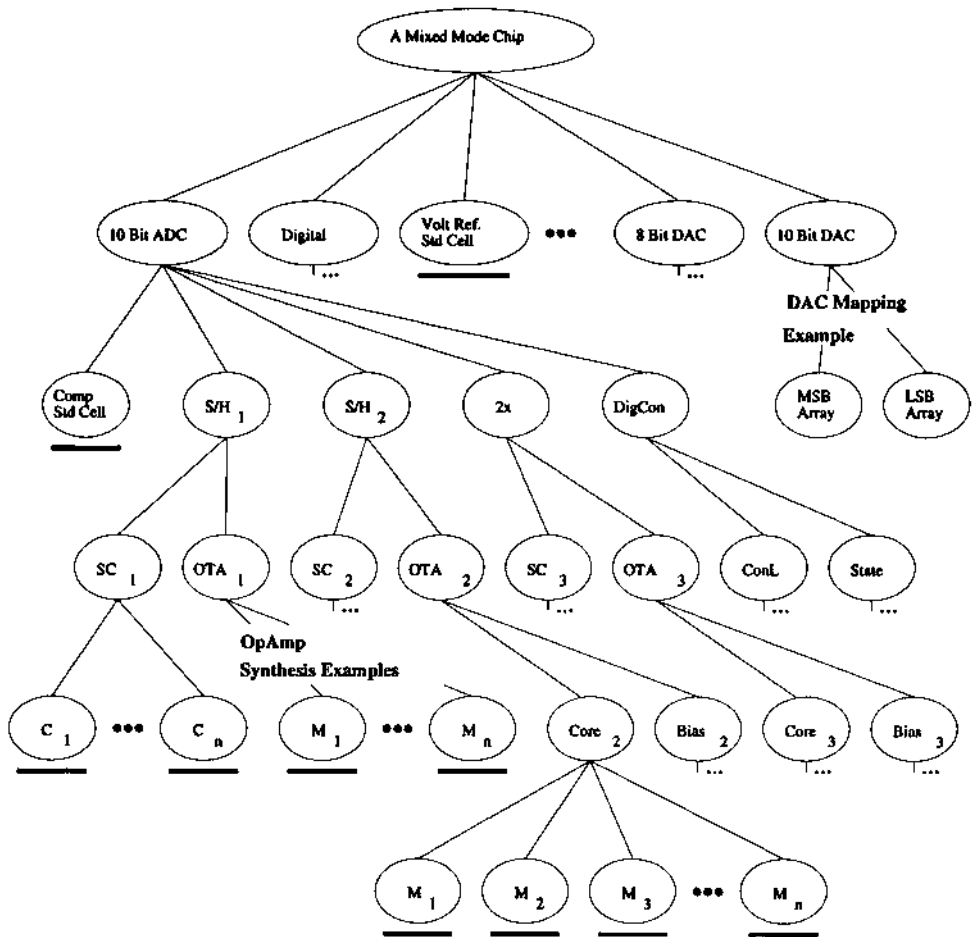 A Mixed Mode Chip
10 Bit ADC
Digital
Volt Ref.
Std Cell
•••
8 Bit DAC
10 Bit DAC
...
...
DAC Mapping
Example
Comp
Std Cell
S/H 1
S/H 2
2x
DigCon
MSB
Array
LSB
Array
SC 1
OTA 1
SC 2
OTA 2
SC 3
OTA 3
ConL
State
...
...
...
...
OpAmp
Synthesis Examples
C 1
•••
C n
M 1
•••
M n
Core 2
Bias 2
Core 3
Bias 3
...
...
...
M 1
M 2
M 3
•••
M n